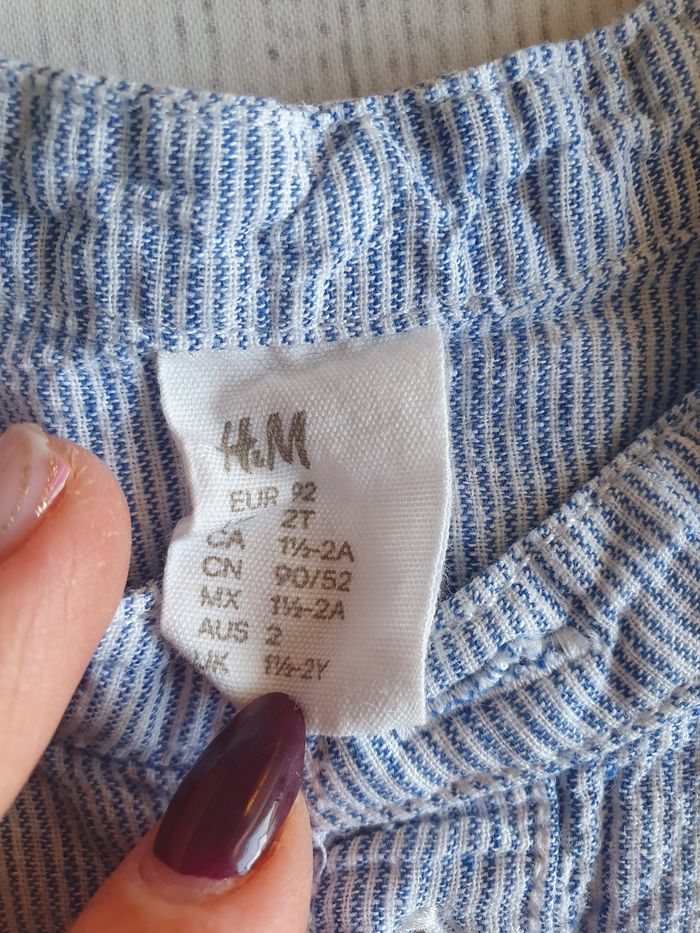 H&M
EUR 92
2T
CA 1½-2A
CN 90/52
MX 1½-2A
AUS 2
UK 1½-2Y